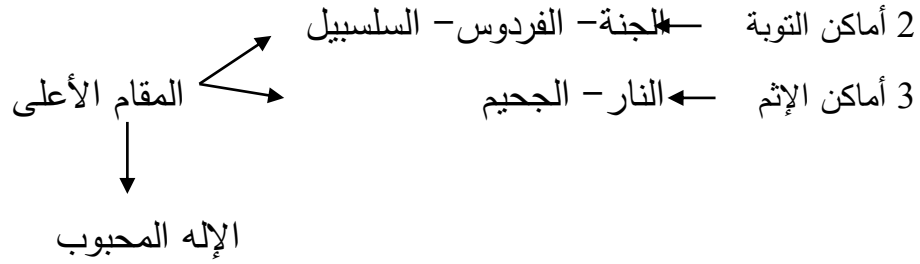 2 أماكن التوبة ← الجنة – الفردوس – السلسبيل
3 أماكن الإثم ← النار – الجحيم
المقام الأعلى
الإله المحبوب